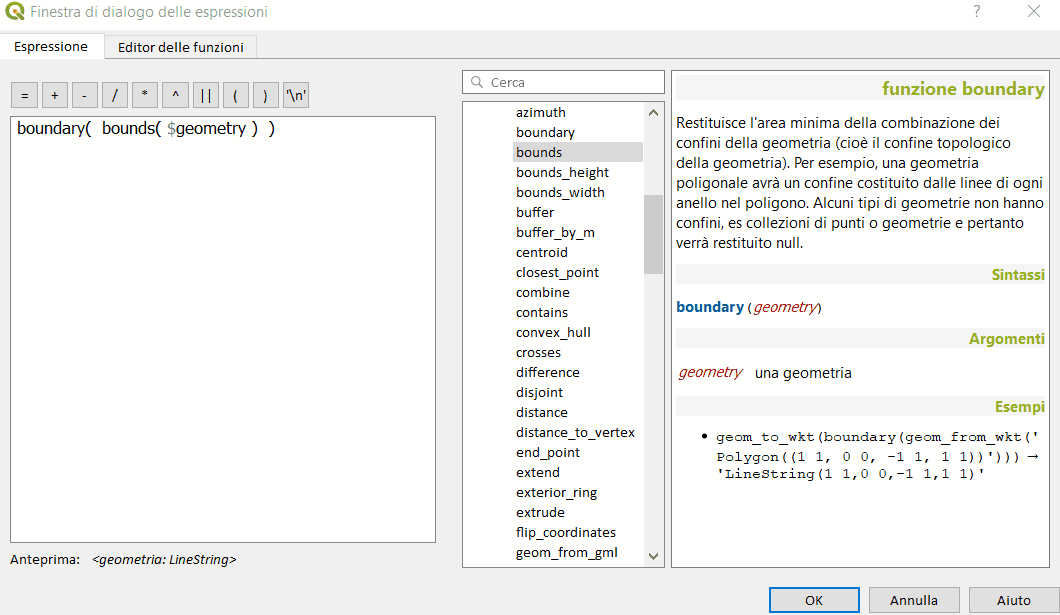 Finestra di dialogo delle espressioni
?
Espressione
Editor delle funzioni
= + - / * ^ || ( ) '\n'
boundary( bounds( $geometry ) )
Anteprima: <geometria: LineString>
Cerca
azimuth
boundary
bounds
bounds_height
bounds_width
buffer
buffer_by_m
centroid
closest_point
combine
contains
convex_hull
crosses
difference
disjoint
distance
distance_to_vertex
end_point
extend
exterior_ring
extrude
flip_coordinates
geom_from_gml
funzione boundary
Restituisce l'area minima della combinazione dei
confini della geometria (cioè il confine topologico
della geometria). Per esempio, una geometria
poligonale avrà un confine costituito dalle linee di ogni
anello nel poligono. Alcuni tipi di geometrie non hanno
confini, es collezioni di punti o geometrie e pertanto
verrà restituito null.
Sintassi
boundary (geometry)
Argomenti
geometry una geometria
Esempi
• geom_to_wkt(boundary(geom_from_wkt('
Polygon((1 1, 0 0, -1 1, 1 1))'))) →
'LineString(1 1,0 0,-1 1,1 1)'
OK
Annulla
Aiuto